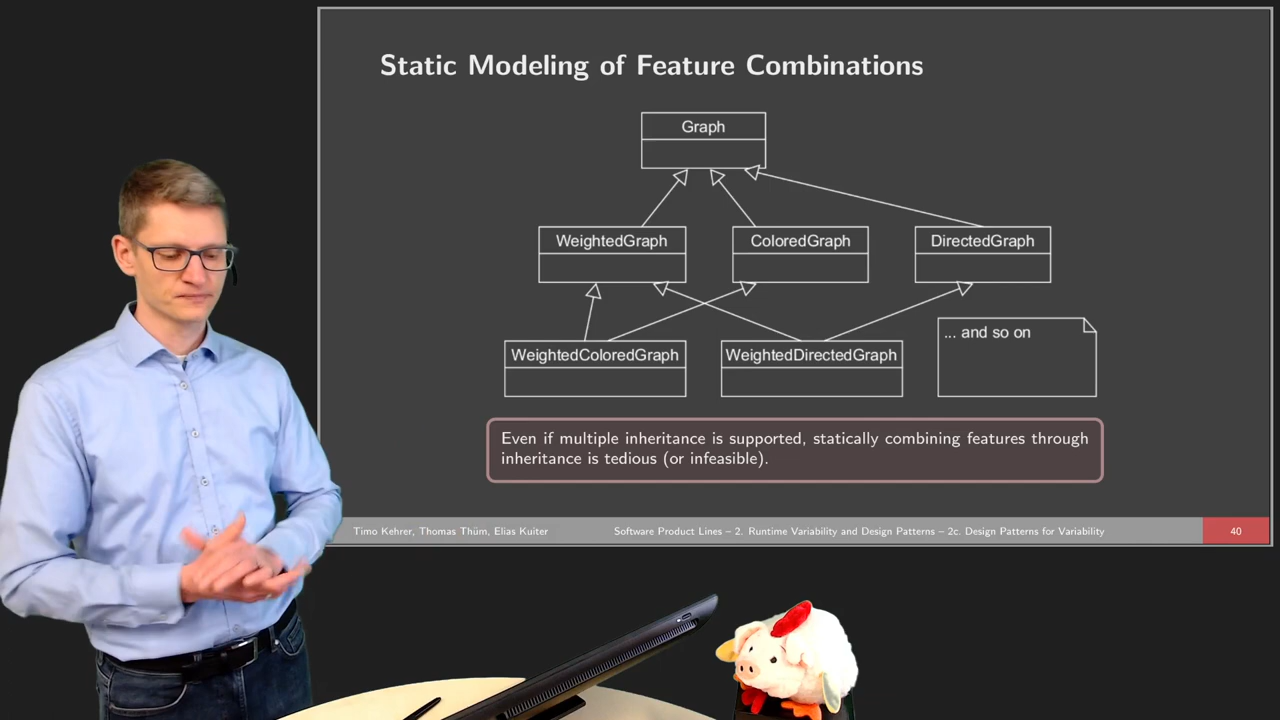 Static Modeling of Feature Combinations
Graph
WeightedGraph
ColoredGraph
DirectedGraph
WeightedColoredGraph
WeightedDirectedGraph
... and so on
Even if multiple inheritance is supported, statically combining features through
inheritance is tedious (or infeasible).
Timo Kehrer, Thomas Thüm, Elias Kuiter
Software Product Lines – 2. Runtime Variability and Design Patterns – 2c. Design Patterns for Variability
40